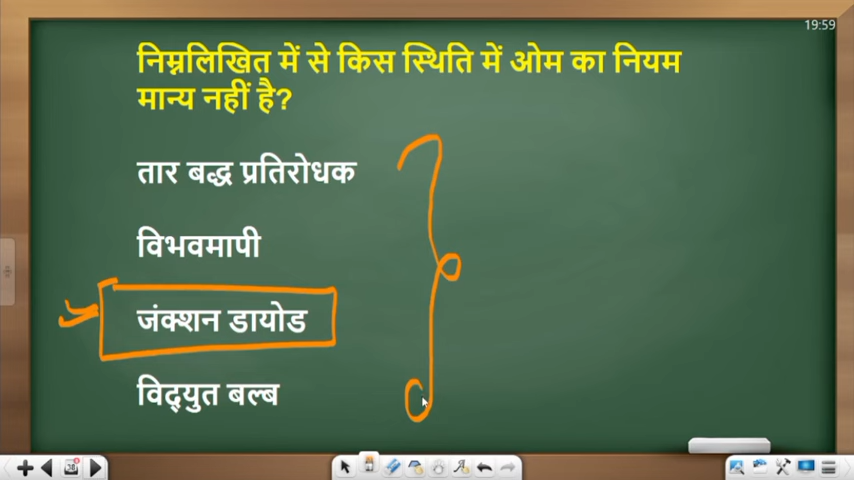 19:59
निम्नलिखित में से किस स्थिति में ओम का नियम
मान्य नहीं है?
तार बद्ध प्रतिरोधक
विभवमापी
जंक्शन डायोड
विद्‌युत बल्ब